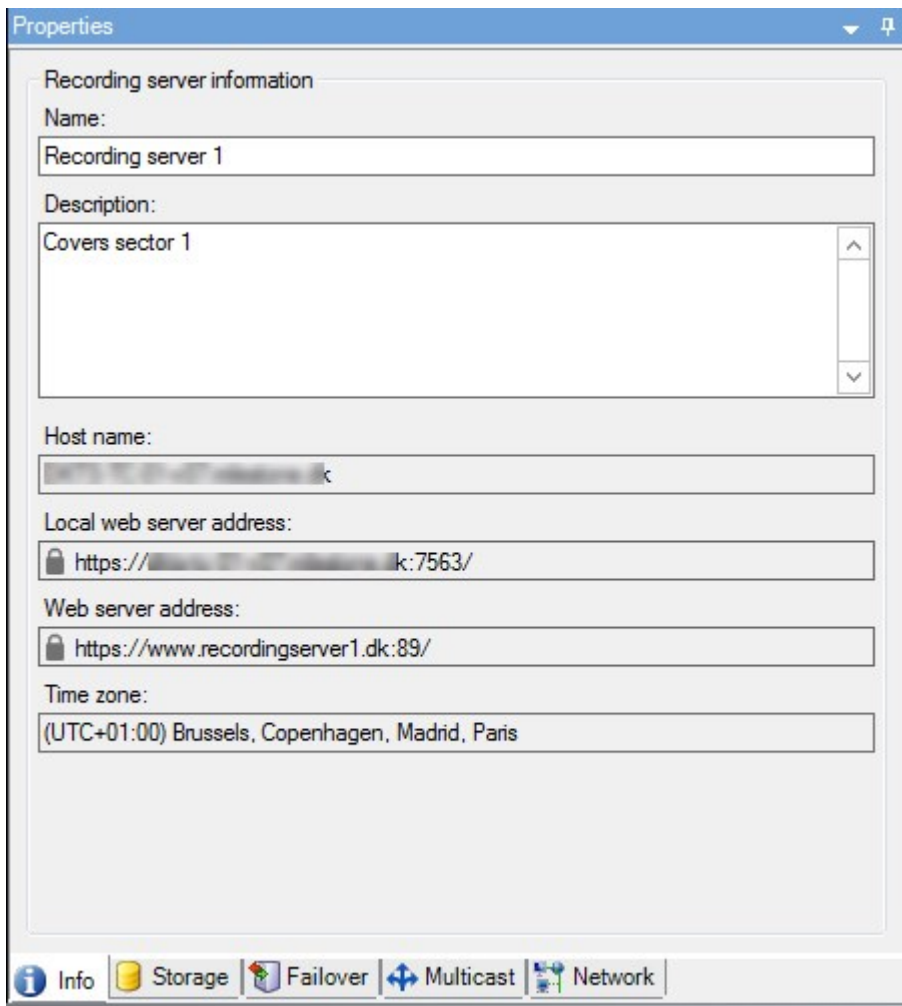 Properties
Recording server information
Name:
Recording server 1
Description:
Covers sector 1
Host name:
Local web server address:
https:// k:7563/
Web server address:
https://www.recordingserver1.dk:89/
Time zone:
(UTC+01:00) Brussels, Copenhagen, Madrid, Paris
Info Storage Failover Multicast Network